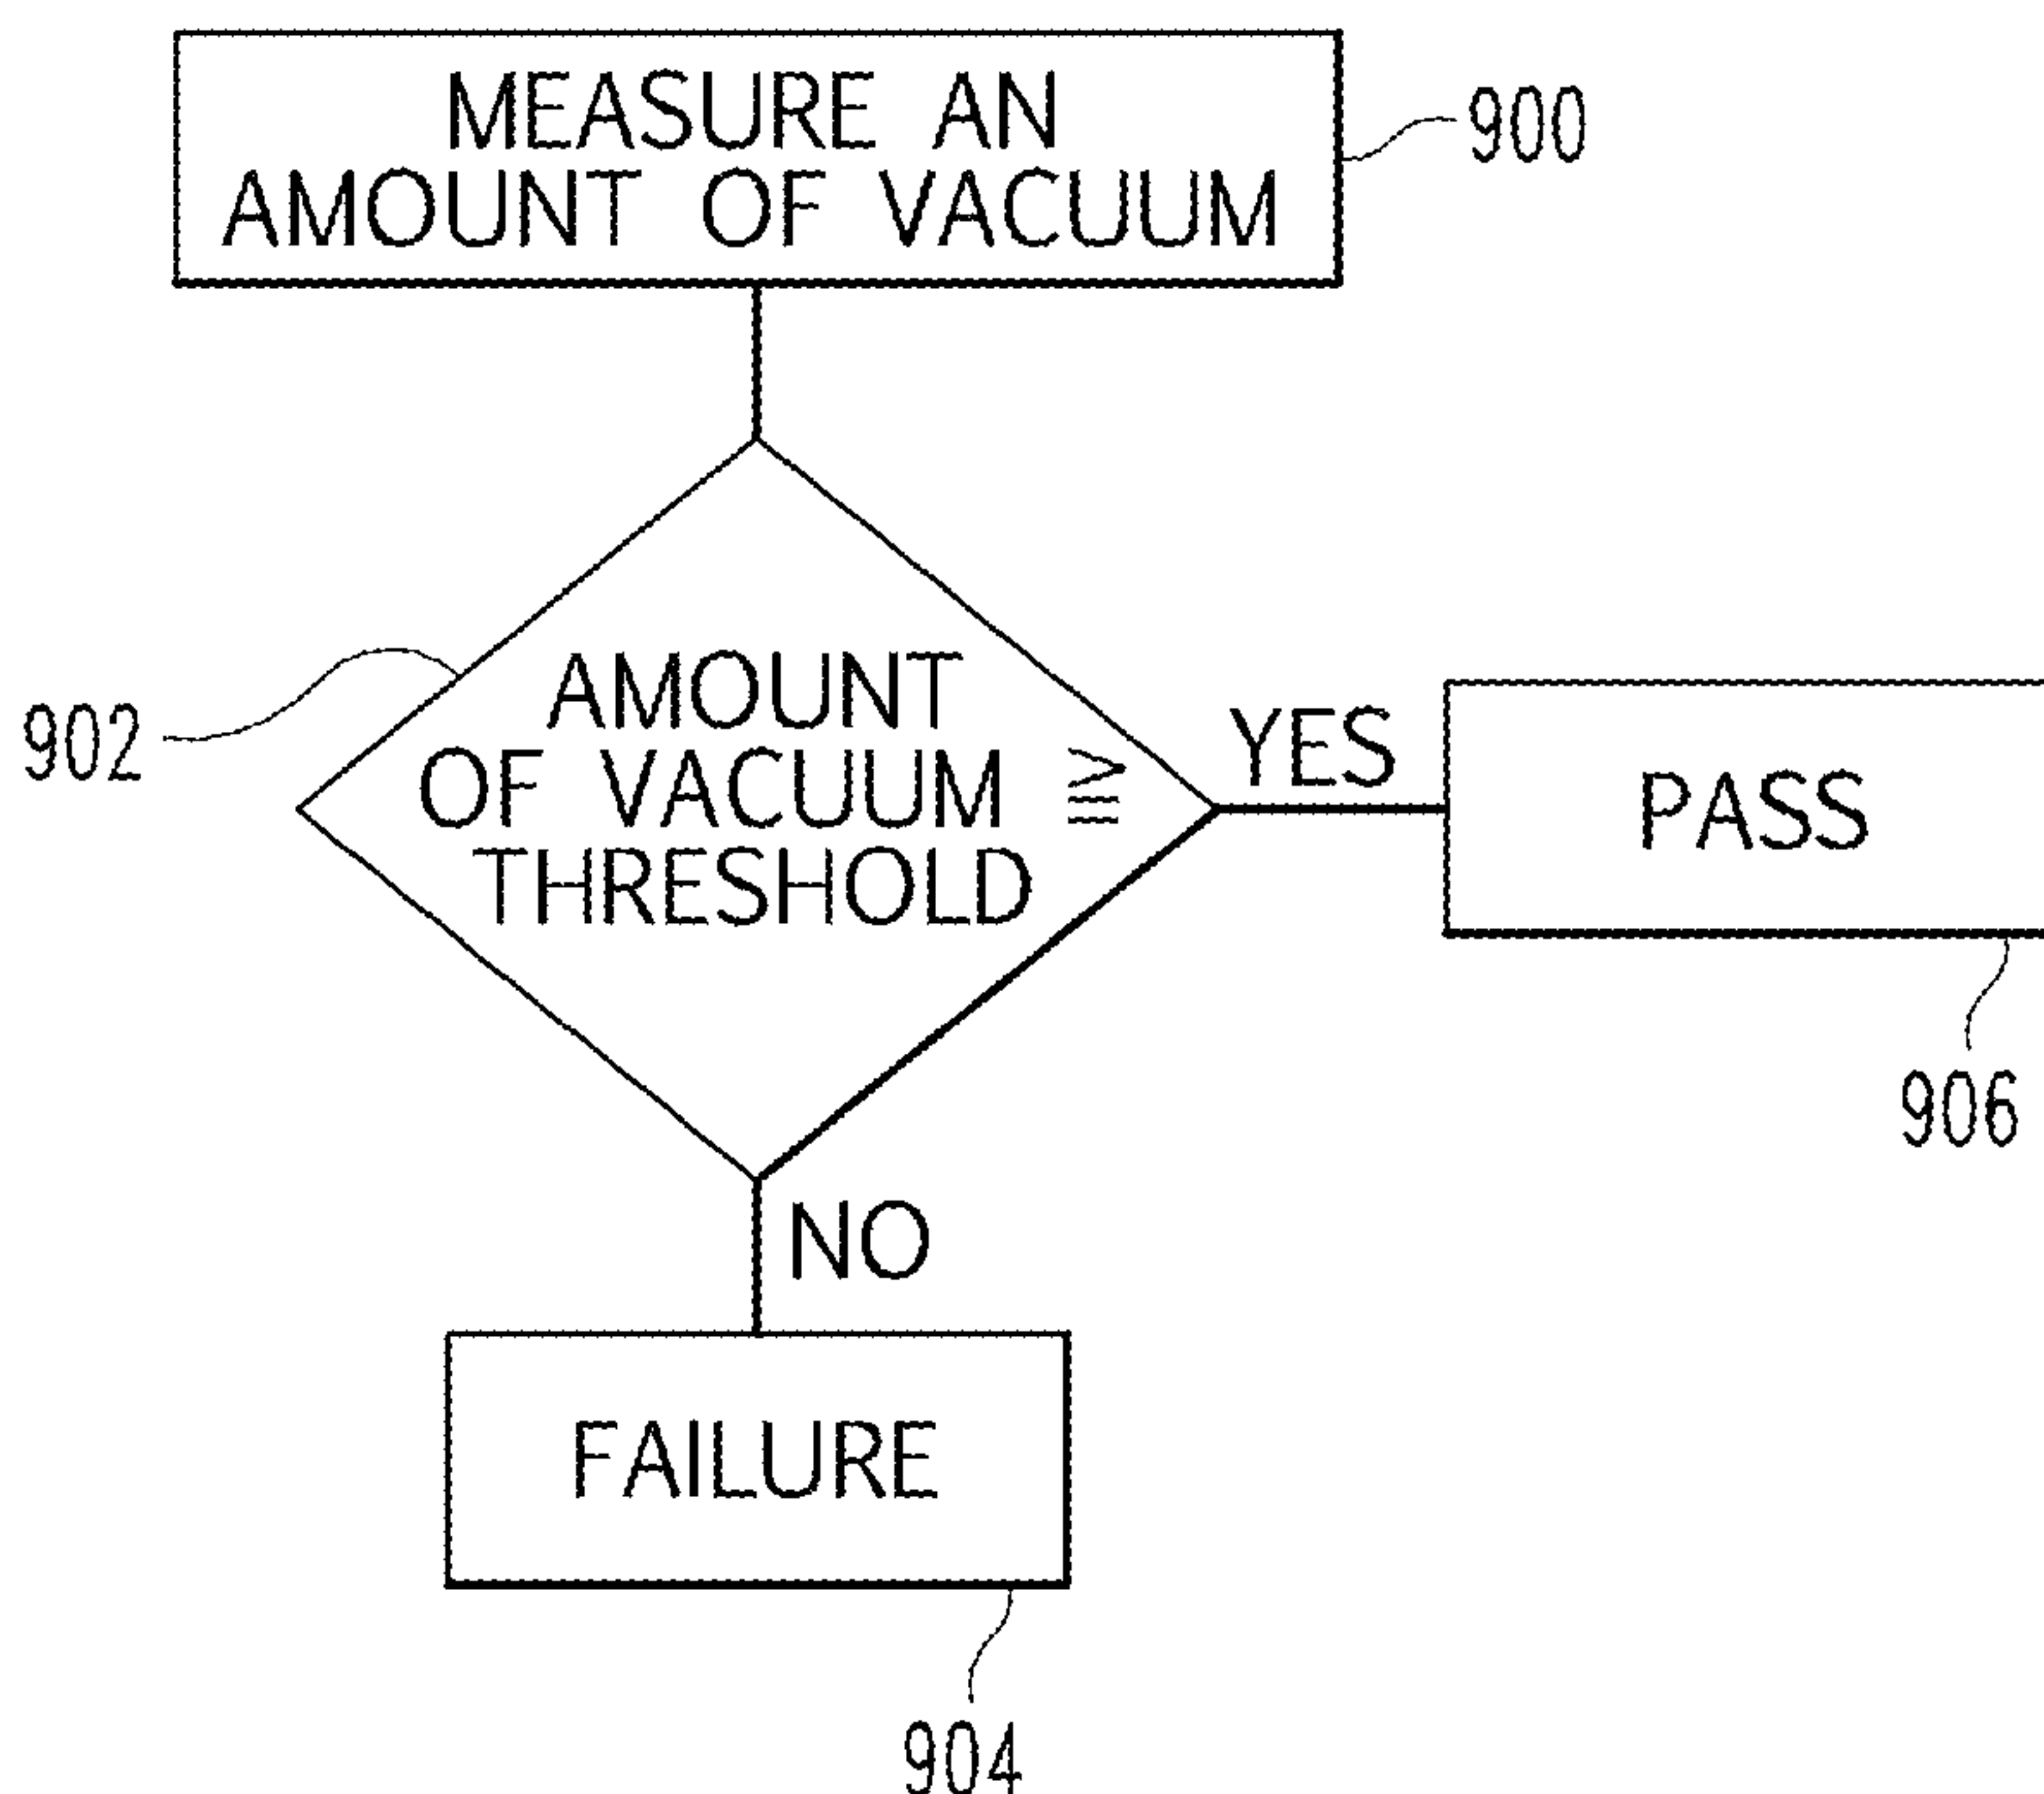 MEASURE AN
AMOUNT OF VACUUM
900
AMOUNT
OF VACUUM ≧
THRESHOLD
902
YES
PASS
906
NO
FAILURE
904